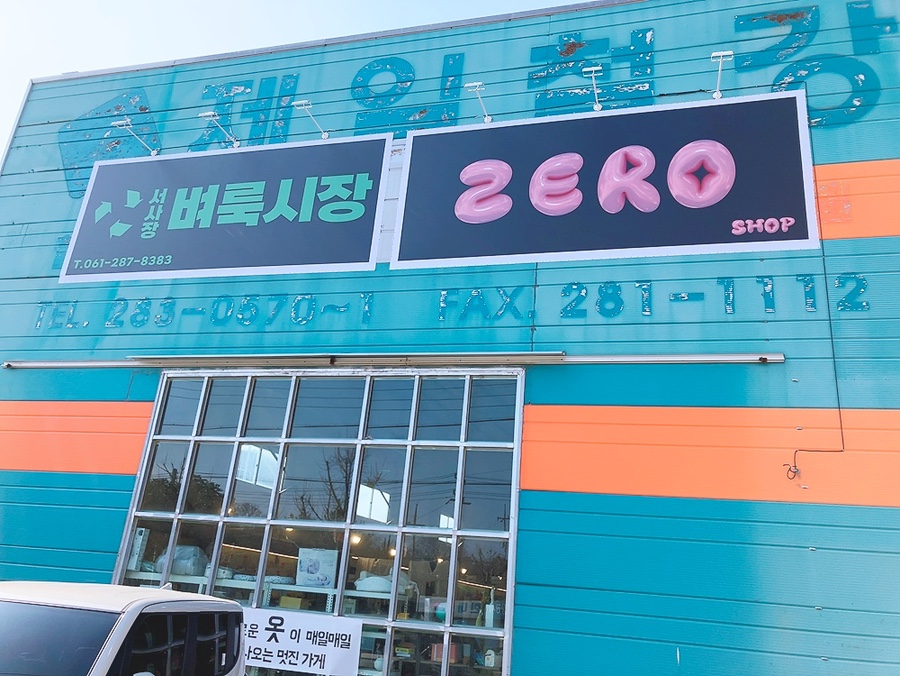 제일철강
서사장
벼룩시장
T.061-287-8383
ZERO
SHOP
TEL. 283-0570~1 FAX. 281-1112
옷이 매일매일
나오는 멋진 가게